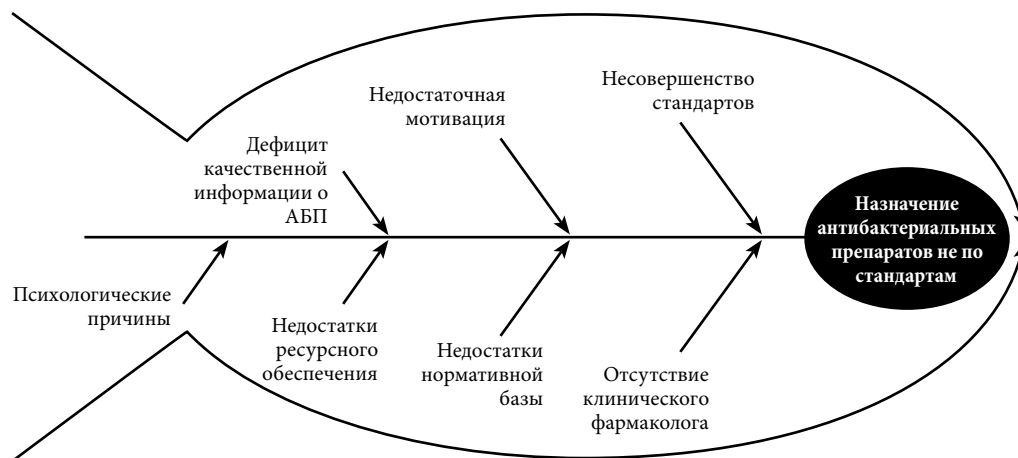 Несовершенство
стандартов
Недостаточная
мотивация
Дефицит
качественной
информации о
АБП
Назначение
антибактериальных
препаратов не по
стандартам
Психологические
причины
Недостатки
ресурсного
обеспечения
Недостатки
нормативной
базы
Отсутствие
клинического
фармаколога